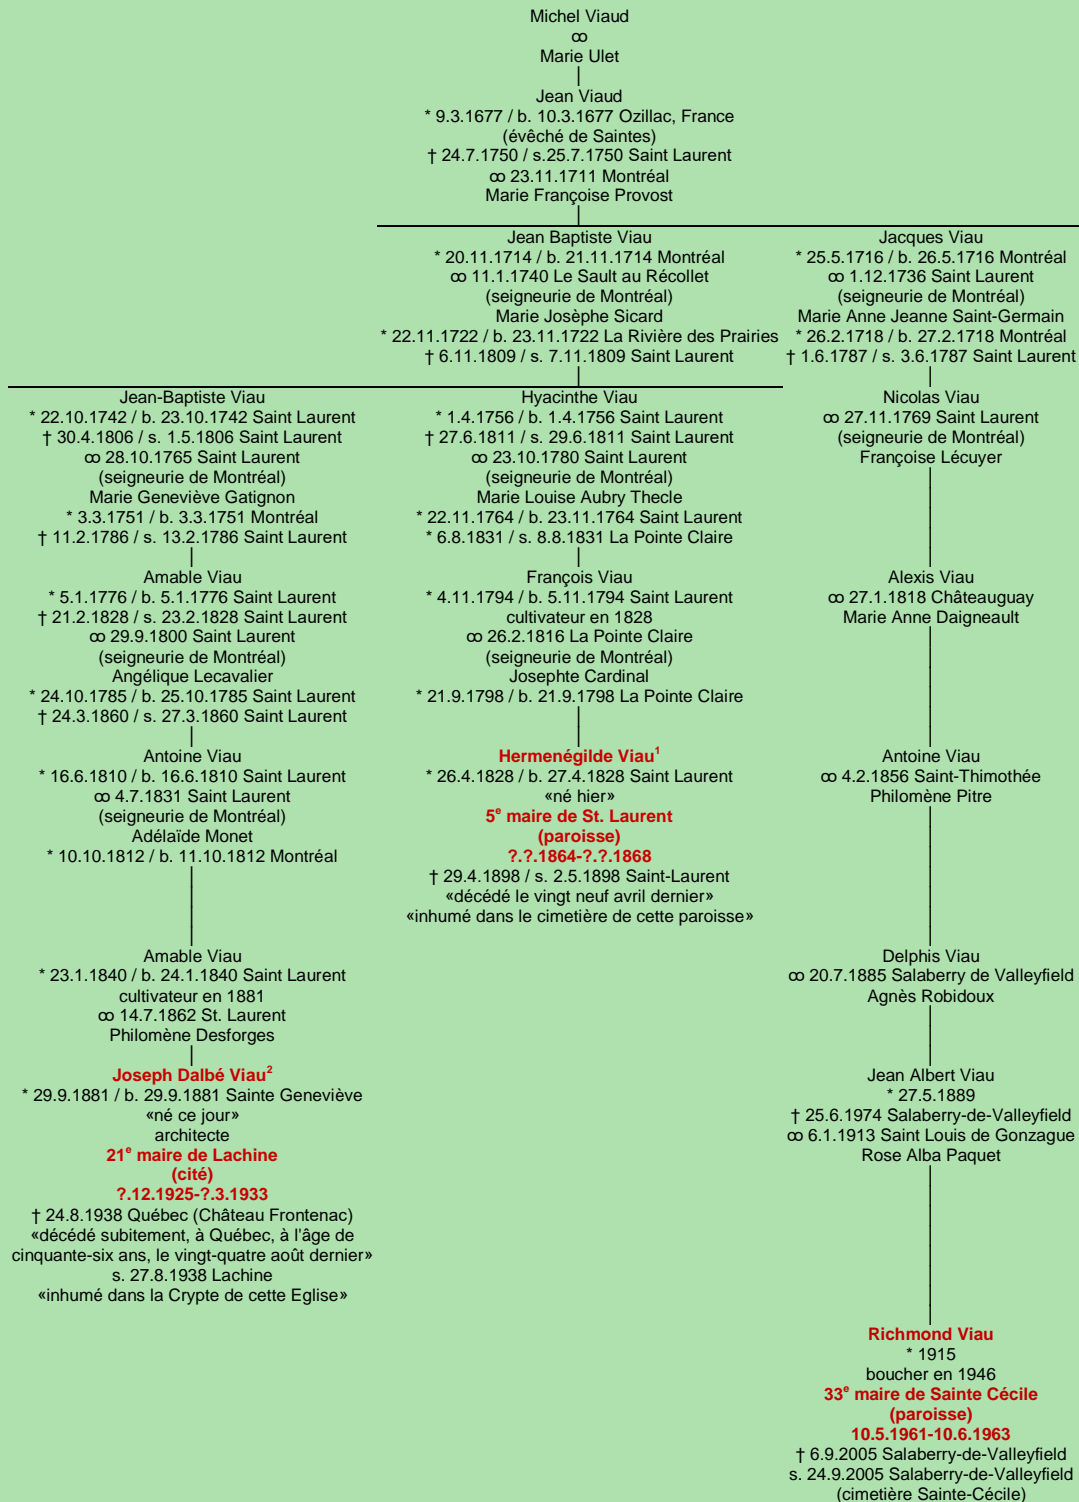 Michel Viaud
ꝏ
Marie Ulet
Jean Viaud
* 9.3.1677 / b. 10.3.1677 Ozillac, France
(évêché de Saintes)
† 24.7.1750 / s.25.7.1750 Saint Laurent
ꝏ 23.11.1711 Montréal
Marie Françoise Provost
Jean Baptiste Viau
* 20.11.1714 / b. 21.11.1714 Montréal
ꝏ 11.1.1740 Le Sault au Récollet
(seigneurie de Montréal)
Marie Josèphe Sicard
* 22.11.1722 / b. 23.11.1722 La Rivière des Prairies
† 6.11.1809 / s. 7.11.1809 Saint Laurent
Jacques Viau
* 25.5.1716 / b. 26.5.1716 Montréal
ꝏ 1.12.1736 Saint Laurent
(seigneurie de Montréal)
Marie Anne Jeanne Saint-Germain
* 26.2.1718 / b. 27.2.1718 Montréal
† 1.6.1787 / s. 3.6.1787 Saint Laurent
Jean-Baptiste Viau
* 22.10.1742 / b. 23.10.1742 Saint Laurent
† 30.4.1806 / s. 1.5.1806 Saint Laurent
ꝏ 28.10.1765 Saint Laurent
(seigneurie de Montréal)
Marie Geneviève Gatignon
* 3.3.1751 / b. 3.3.1751 Montréal
† 11.2.1786 / s. 13.2.1786 Saint Laurent
Hyacinthe Viau
* 1.4.1756 / b. 1.4.1756 Saint Laurent
† 27.6.1811 / s. 29.6.1811 Saint Laurent
ꝏ 23.10.1780 Saint Laurent
(seigneurie de Montréal)
Marie Louise Aubry Thecle
* 22.11.1764 / b. 23.11.1764 Saint Laurent
* 6.8.1831 / s. 8.8.1831 La Pointe Claire
Nicolas Viau
ꝏ 27.11.1769 Saint Laurent
(seigneurie de Montréal)
Françoise Lécuyer
Amable Viau
* 5.1.1776 / b. 5.1.1776 Saint Laurent
† 21.2.1828 / s. 23.2.1828 Saint Laurent
ꝏ 29.9.1800 Saint Laurent
(seigneurie de Montréal)
Angélique Lecavalier
* 24.10.1785 / b. 25.10.1785 Saint Laurent
† 24.3.1860 / s. 27.3.1860 Saint Laurent
François Viau
* 4.11.1794 / b. 5.11.1794 Saint Laurent
cultivateur en 1828
ꝏ 26.2.1816 La Pointe Claire
(seigneurie de Montréal)
Josephte Cardinal
* 21.9.1798 / b. 21.9.1798 La Pointe Claire
Alexis Viau
ꝏ 27.1.1818 Châteauguay
Marie Anne Daigneault
Antoine Viau
* 16.6.1810 / b. 16.6.1810 Saint Laurent
ꝏ 4.7.1831 Saint Laurent
(seigneurie de Montréal)
Adélaïde Monet
* 10.10.1812 / b. 11.10.1812 Montréal
Hermenégilde Viau¹
* 26.4.1828 / b. 27.4.1828 Saint Laurent
«né hier»
5ᵉ maire de St. Laurent
(paroisse)
?.?.1864-?.?.1868
† 29.4.1898 / s. 2.5.1898 Saint-Laurent
«décédé le vingt neuf avril dernier»
«inhumé dans le cimetière de cette paroisse»
Antoine Viau
ꝏ 4.2.1856 Saint-Thimothée
Philomène Pitre
Amable Viau
* 23.1.1840 / b. 24.1.1840 Saint Laurent
cultivateur en 1881
ꝏ 14.7.1862 St. Laurent
Philomène Desforges
Delphis Viau
ꝏ 20.7.1885 Salaberry de Valleyfield
Agnès Robidoux
Joseph Dalbé Viau²
* 29.9.1881 / b. 29.9.1881 Sainte Geneviève
«né ce jour»
architecte
21ᵉ maire de Lachine
(cité)
?.12.1925-?.3.1933
† 24.8.1938 Québec (Château Frontenac)
«décédé subitement, à Québec, à l'âge de
cinquante-six ans, le vingt-quatre août dernier»
s. 27.8.1938 Lachine
«inhumé dans la Crypte de cette Eglise»
Jean Albert Viau
* 27.5.1889
† 25.6.1974 Salaberry-de-Valleyfield
ꝏ 6.1.1913 Saint Louis de Gonzague
Rose Alba Paquet
Richmond Viau
* 1915
boucher en 1946
33ᵉ maire de Sainte Cécile
(paroisse)
10.5.1961-10.6.1963
† 6.9.2005 Salaberry-de-Valleyfield
s. 24.9.2005 Salaberry-de-Valleyfield
(cimetière Sainte-Cécile)